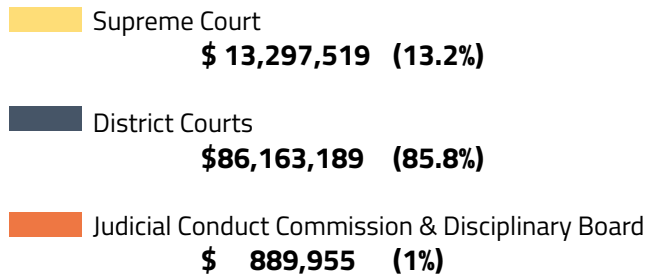 Supreme Court
$ 13,297,519 (13.2%)
District Courts
$86,163,189 (85.8%)
Judicial Conduct Commission & Disciplinary Board
$ 889,955 (1%)